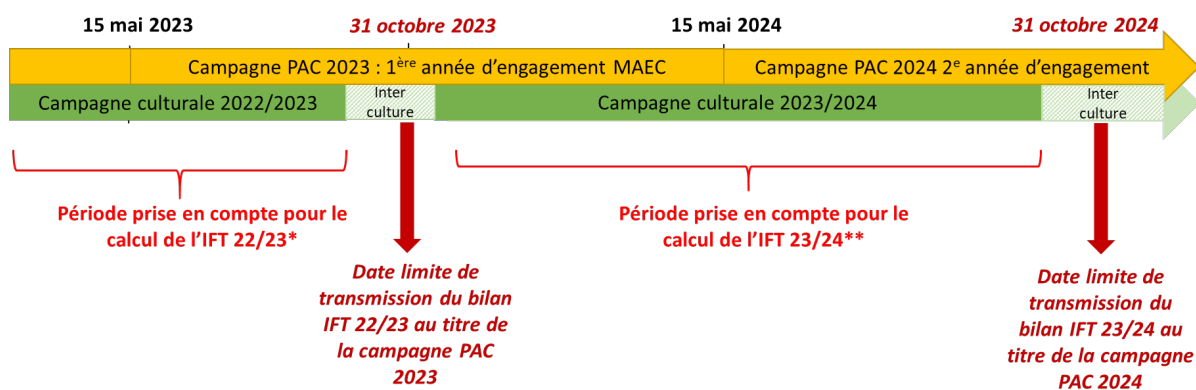 15 mai 2023
31 octobre 2023
15 mai 2024
31 octobre 2024
Campagne PAC 2023 : 1ère année d’engagement MAEC
Campagne PAC 2024 2e année d’engagement
Campagne culturale 2022/2023
Inter
culture
Campagne culturale 2023/2024
Inter
culture
Période prise en compte pour le
calcul de l’IFT 22/23*
Période prise en compte pour le
calcul de l’IFT 23/24**
Date limite de
transmission du bilan
IFT 22/23 au titre de
la campagne PAC
2023
Date limite de
transmission du
bilan IFT 23/24 au
titre de la campagne
PAC 2024